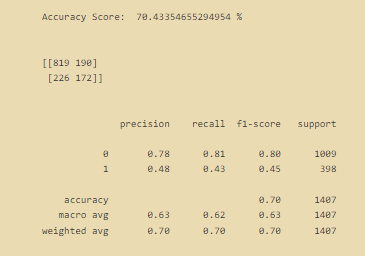 Accuracy Score:  70.43354655294954 %
[[819 190]
 [226 172]]
precision recall f1-score support
0 0.78 0.81 0.80 1009
1 0.48 0.43 0.45 398
accuracy 0.70 1407
macro avg 0.63 0.62 0.63 1407
weighted avg 0.70 0.70 0.70 1407